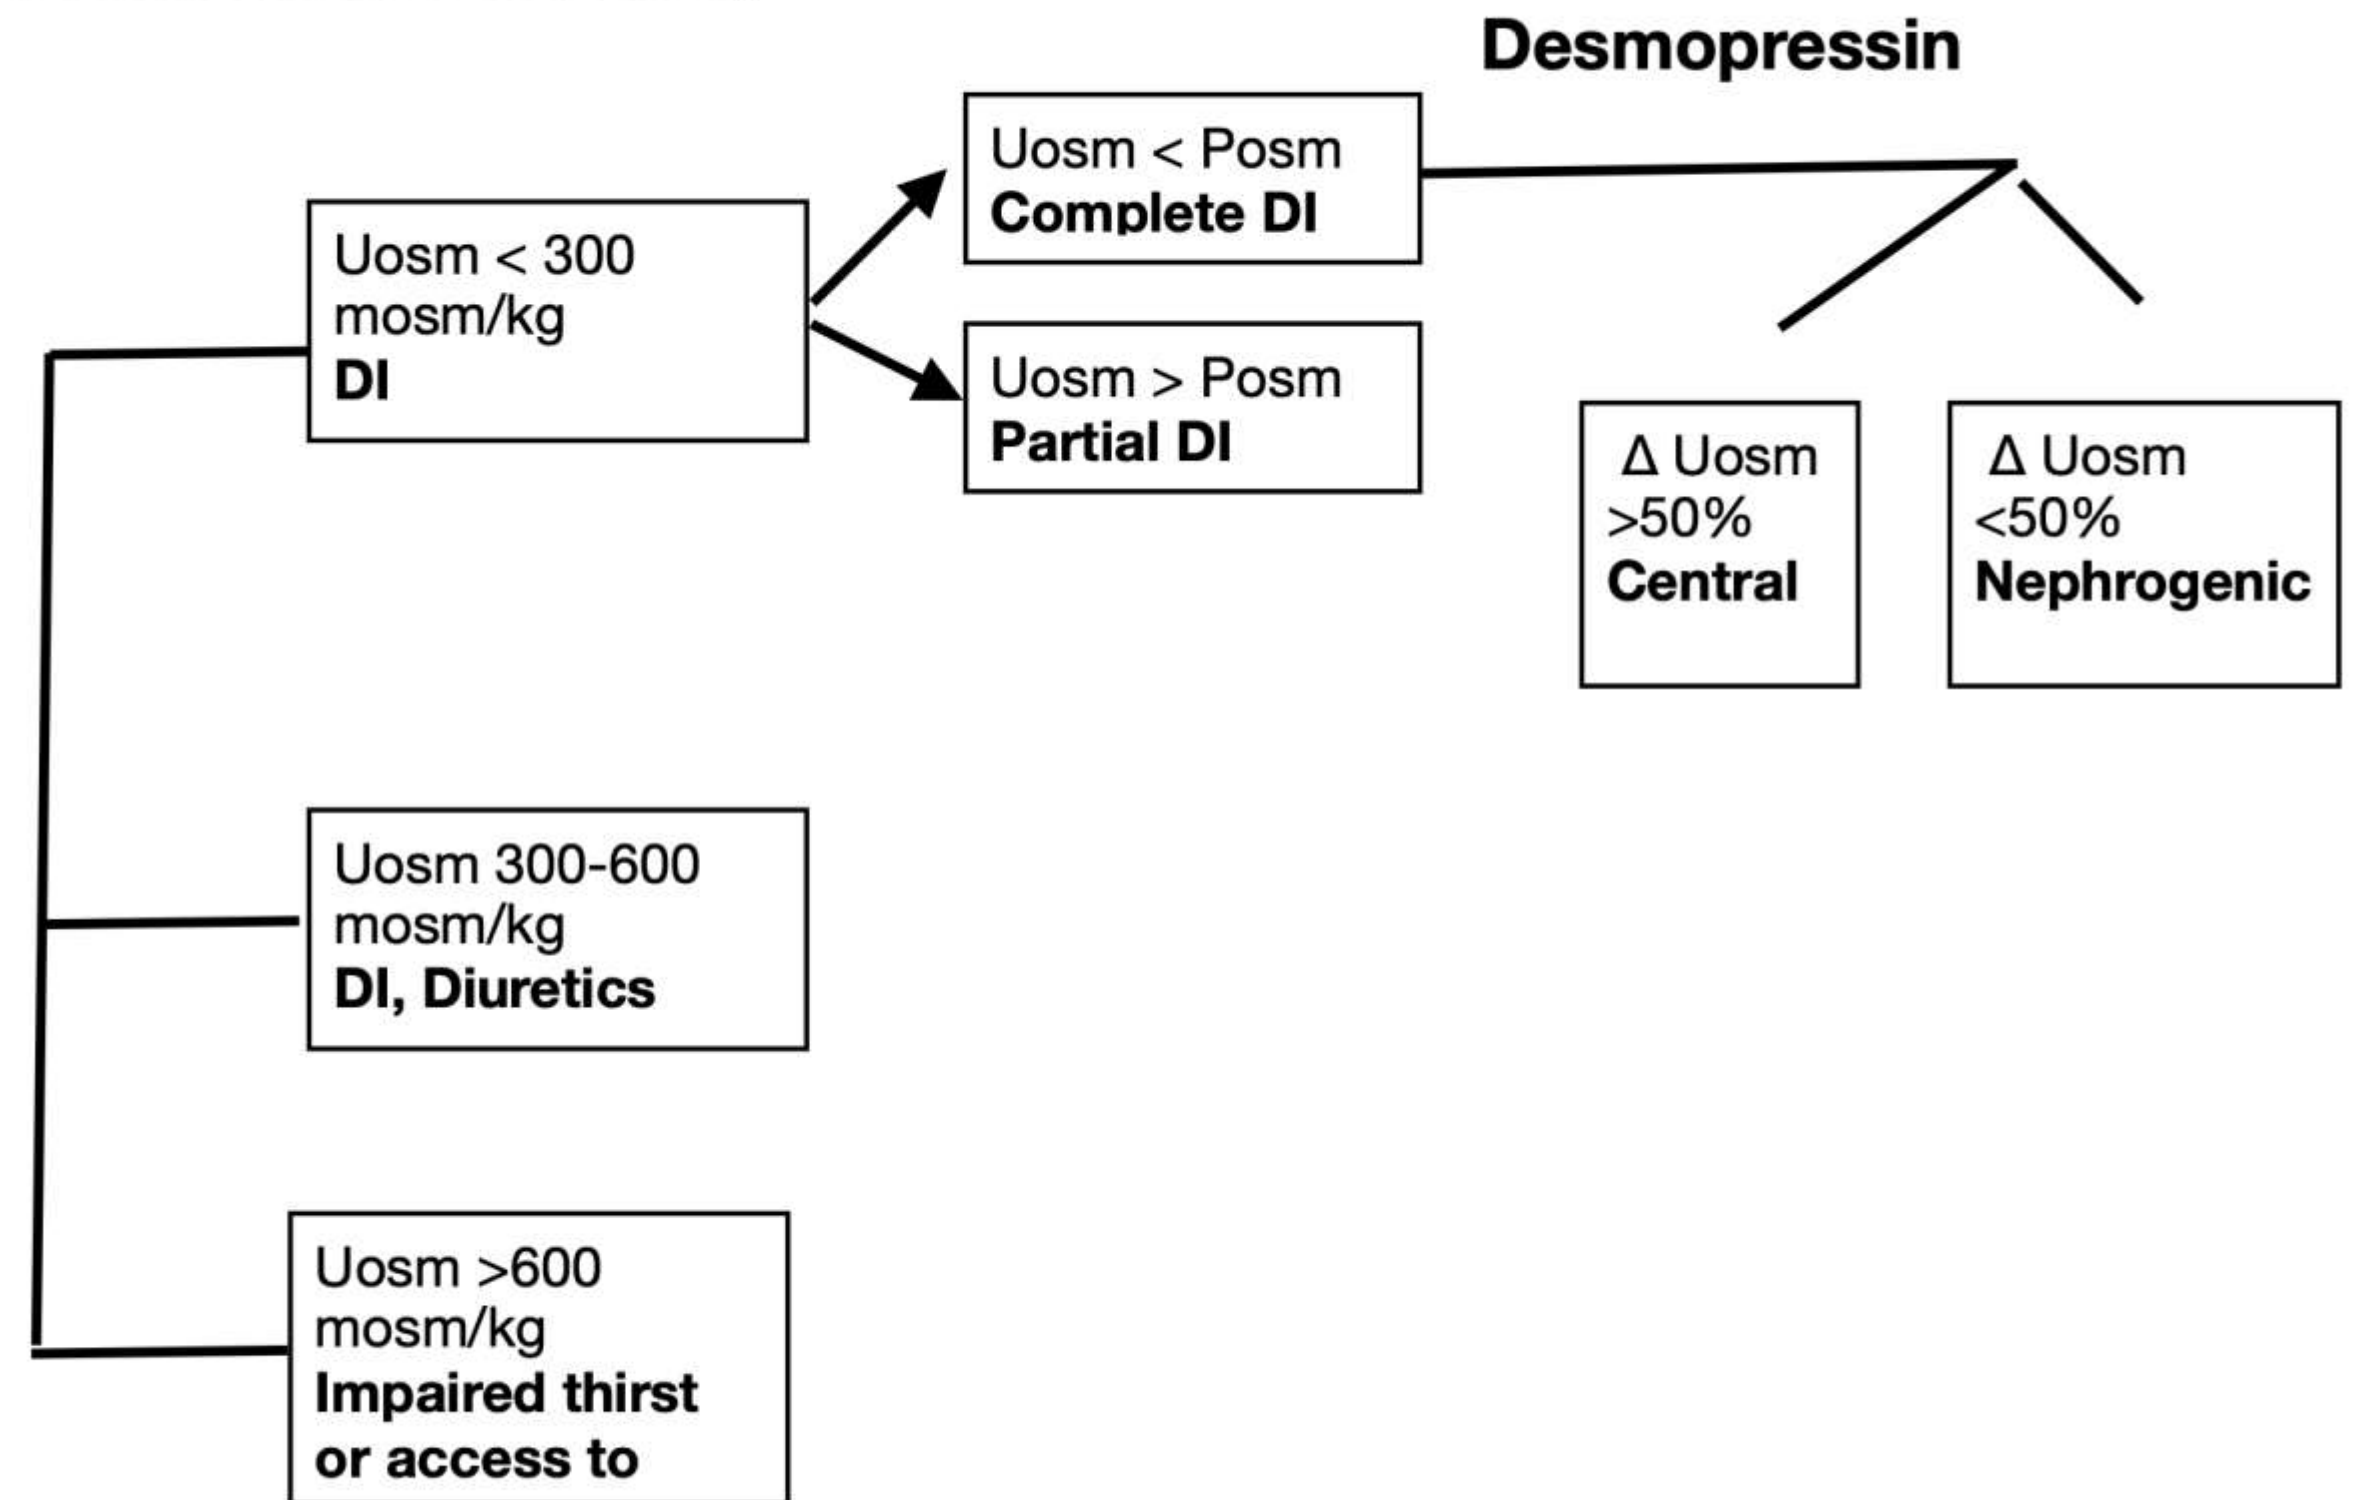 Desmopressin
Uosm < 300
mosm/kg
DI
Uosm < Posm
Complete DI
Uosm > Posm
Partial DI
Δ Uosm
>50%
Central
Δ Uosm
<50%
Nephrogenic
Uosm 300-600
mosm/kg
DI, Diuretics
Uosm >600
mosm/kg
Impaired thirst
or access to